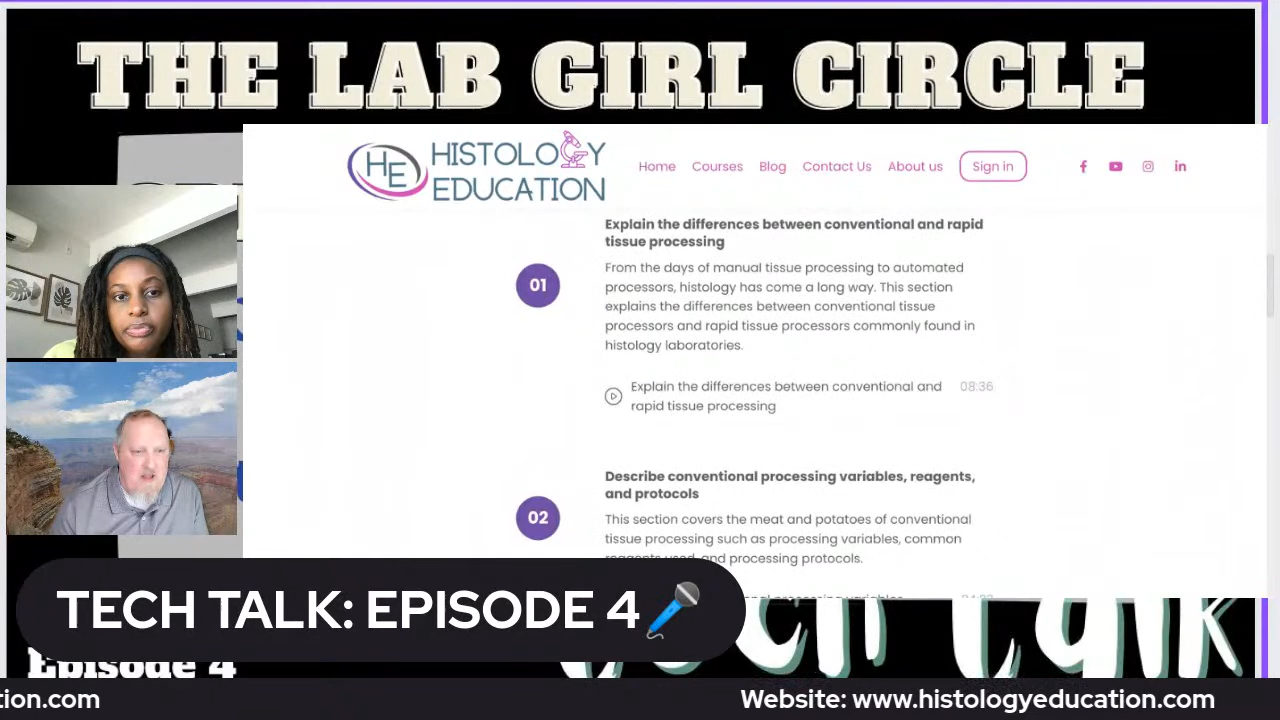 THE LAB GIRL CIRCLE
HE
HISTOLOGY
EDUCATION
Home Courses Blog Contact Us About us Sign in
Explain the differences between conventional and rapid
tissue processing
01
From the days of manual tissue processing to automated
processors, histology has come a long way. This section
explains the differences between conventional tissue
processors and rapid tissue processors commonly found in
histology laboratories.
Explain the differences between conventional and
rapid tissue processing
08:36
Describe conventional processing variables, reagents,
and protocols
02
This section covers the meat and potatoes of conventional
tissue processing such as processing variables, common
reagents used, and processing protocols.
TECH TALK: EPISODE 4🎤
Tech Talk
Episode 4
tion.com
Website: www.histologyeducation.com